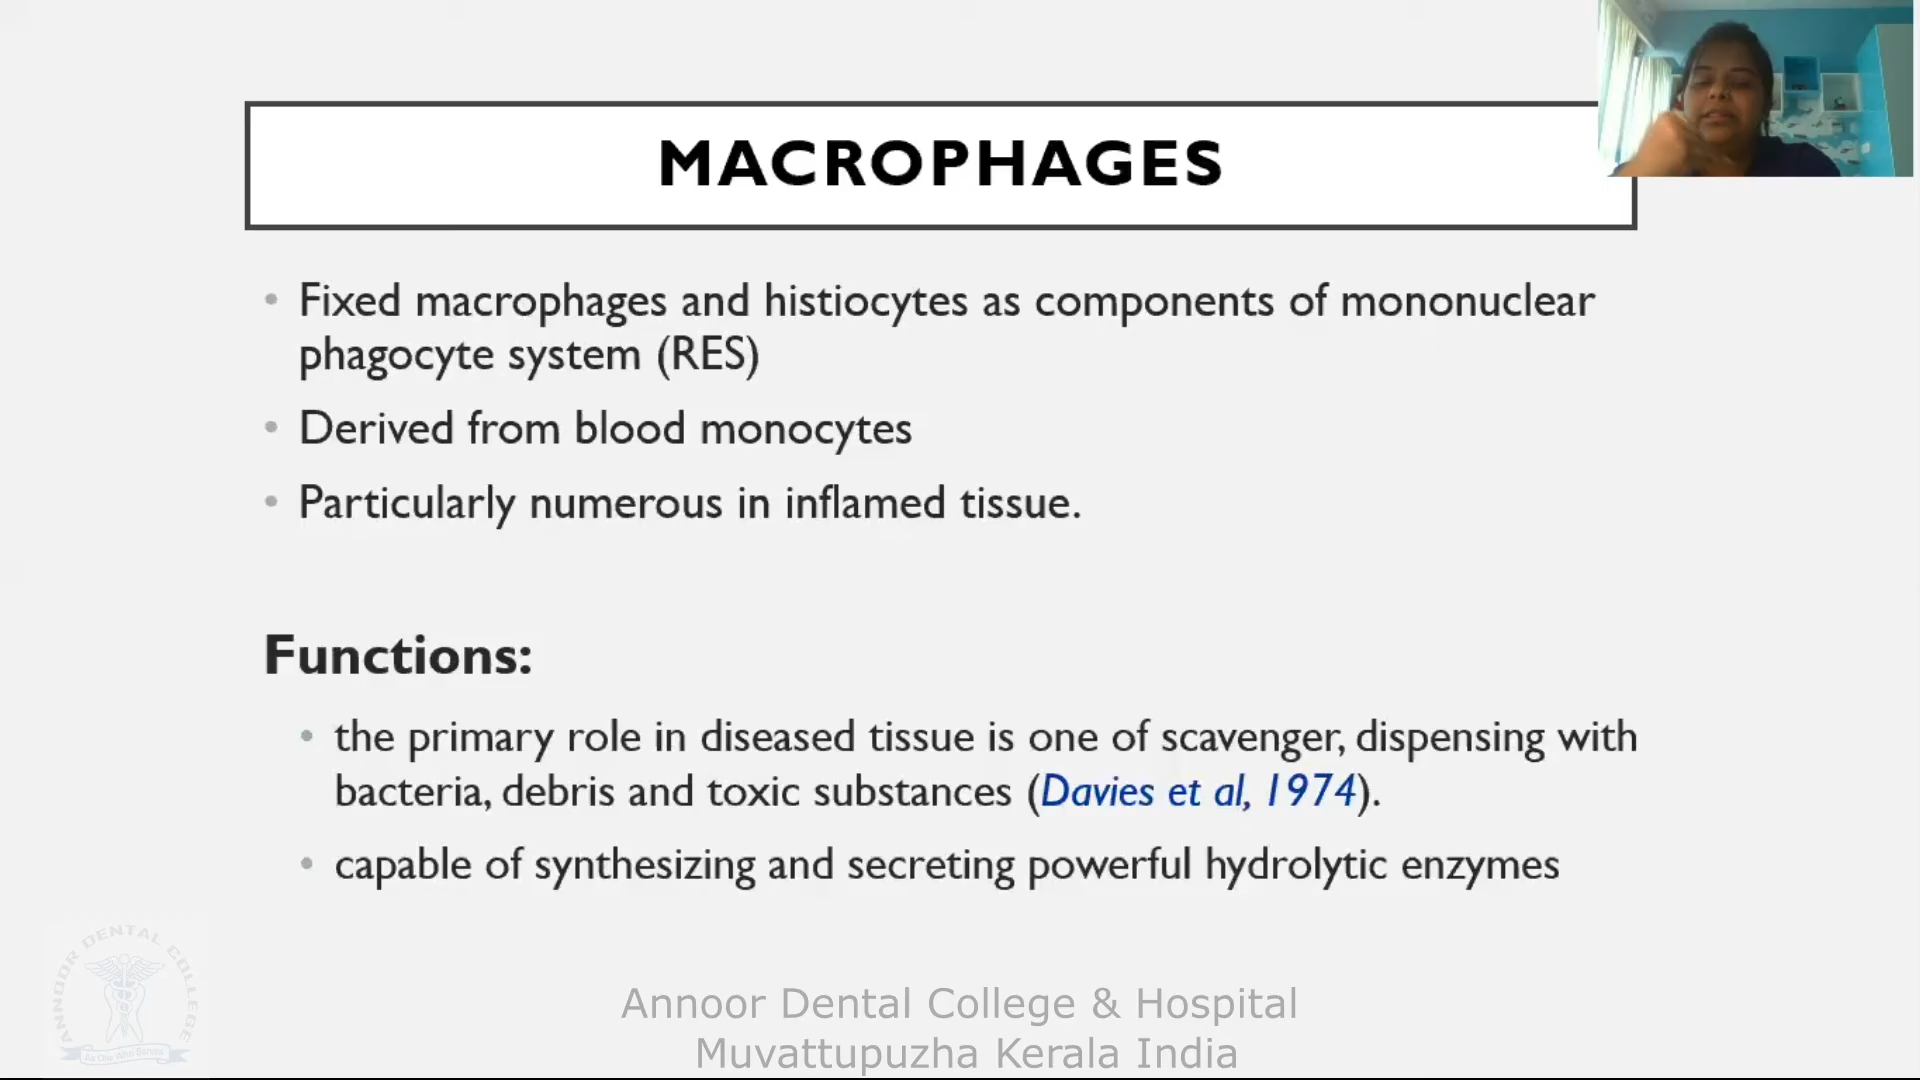 MACROPHAGES
• Fixed macrophages and histiocytes as components of mononuclear
phagocyte system (RES)
• Derived from blood monocytes
• Particularly numerous in inflamed tissue.
Functions:
• the primary role in diseased tissue is one of scavenger, dispensing with
bacteria, debris and toxic substances (Davies et al, 1974).
• capable of synthesizing and secreting powerful hydrolytic enzymes
ANNOOR DENTAL COLLEGE
Annoor Dental College & Hospital
Muvattupuzha Kerala India